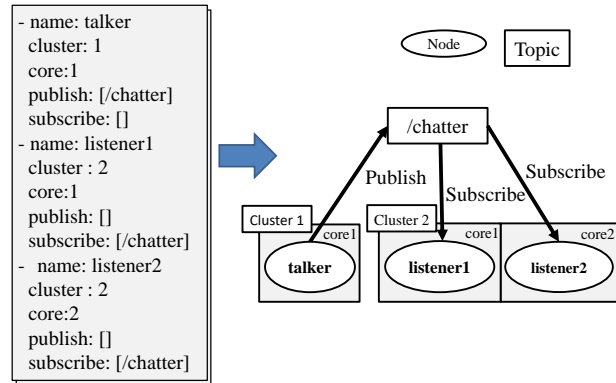 - name: talker
cluster: 1
core:1
publish: [/chatter]
subscribe: []
- name: listener1
cluster : 2
core:1
publish: []
subscribe: [/chatter]
- name: listener2
cluster : 2
core:2
publish: []
subscribe: [/chatter]
Node
Topic
/chatter
Publish
Subscribe
Subscribe
Cluster 1
core1
talker
Cluster 2
core1
listener1
core2
listener2